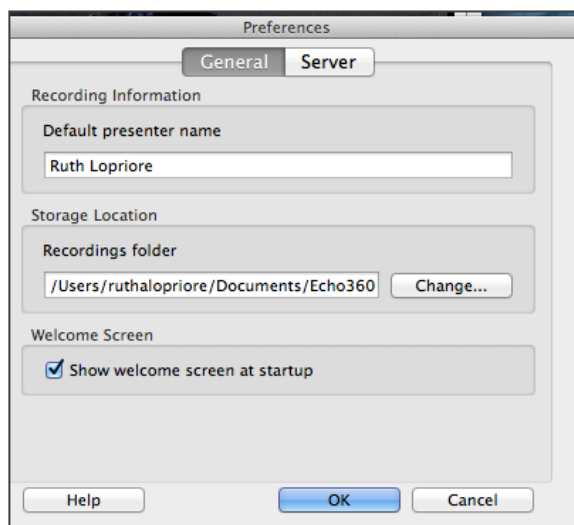 Preferences
General Server
Recording Information
Default presenter name
Ruth Lopriore
Storage Location
Recordings folder
/Users/ruthalopriore/Documents/Echo360 Change...
Welcome Screen
Show welcome screen at startup
Help OK Cancel